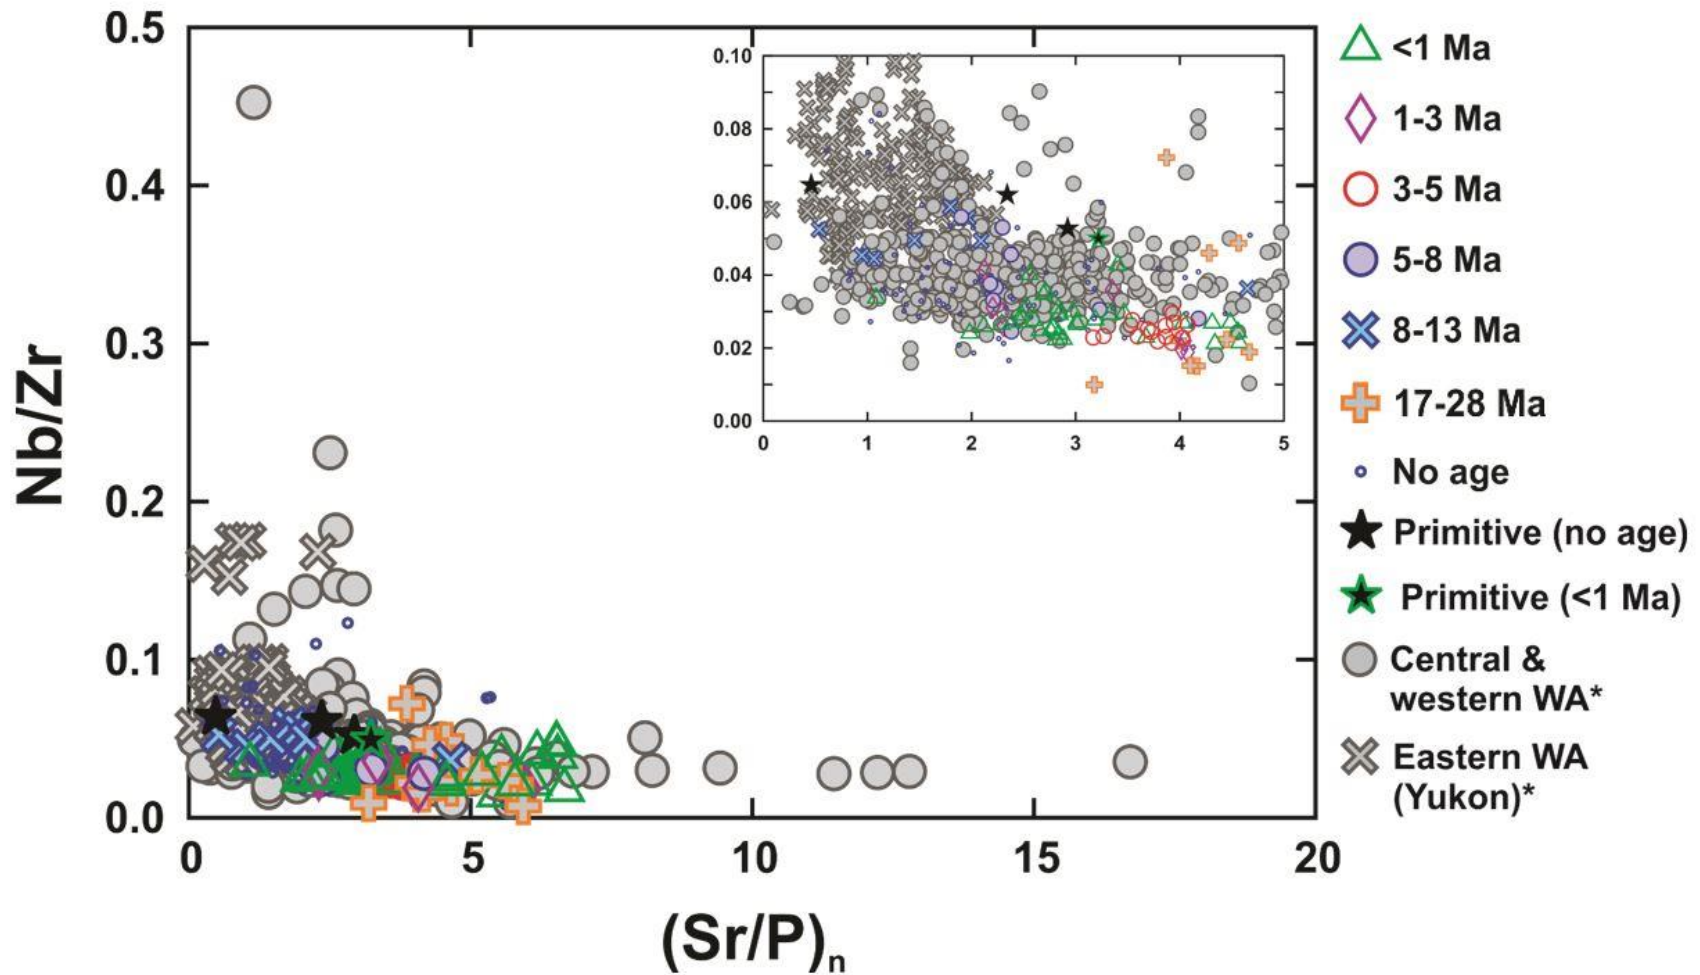 0.5
0.4
0.3
0.2
0.1
0.0
Nb/Zr
0
5
10
15
20
(Sr/P)n
0.10
0.08
0.06
0.04
0.02
0.00
0
1
2
3
4
5
<1 Ma
1-3 Ma
3-5 Ma
5-8 Ma
8-13 Ma
17-28 Ma
No age
Primitive (no age)
Primitive (<1 Ma)
Central &
western WA*
Eastern WA
(Yukon)*